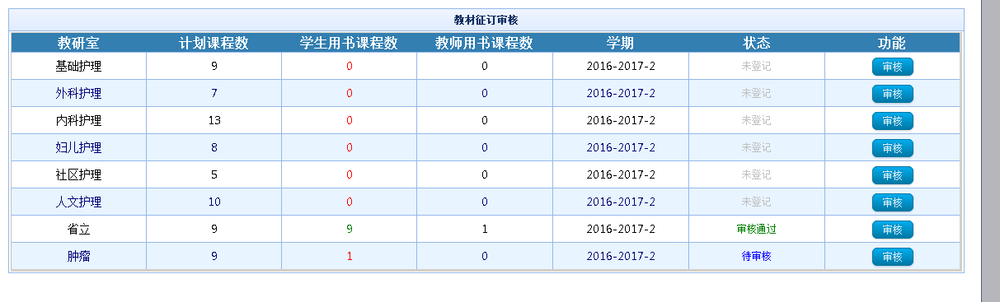 教材征订审核
教研室 计划课程数 学生用书课程数 教师用书课程数 学期 状态 功能
基础护理 9 0 0 2016-2017-2 未登记 审核
外科护理 7 0 0 2016-2017-2 未登记 审核
内科护理 13 0 0 2016-2017-2 未登记 审核
妇儿护理 8 0 0 2016-2017-2 未登记 审核
社区护理 5 0 0 2016-2017-2 未登记 审核
人文护理 10 0 0 2016-2017-2 未登记 审核
省立 9 9 1 2016-2017-2 审核通过 审核
肿瘤 9 1 0 2016-2017-2 待审核 审核